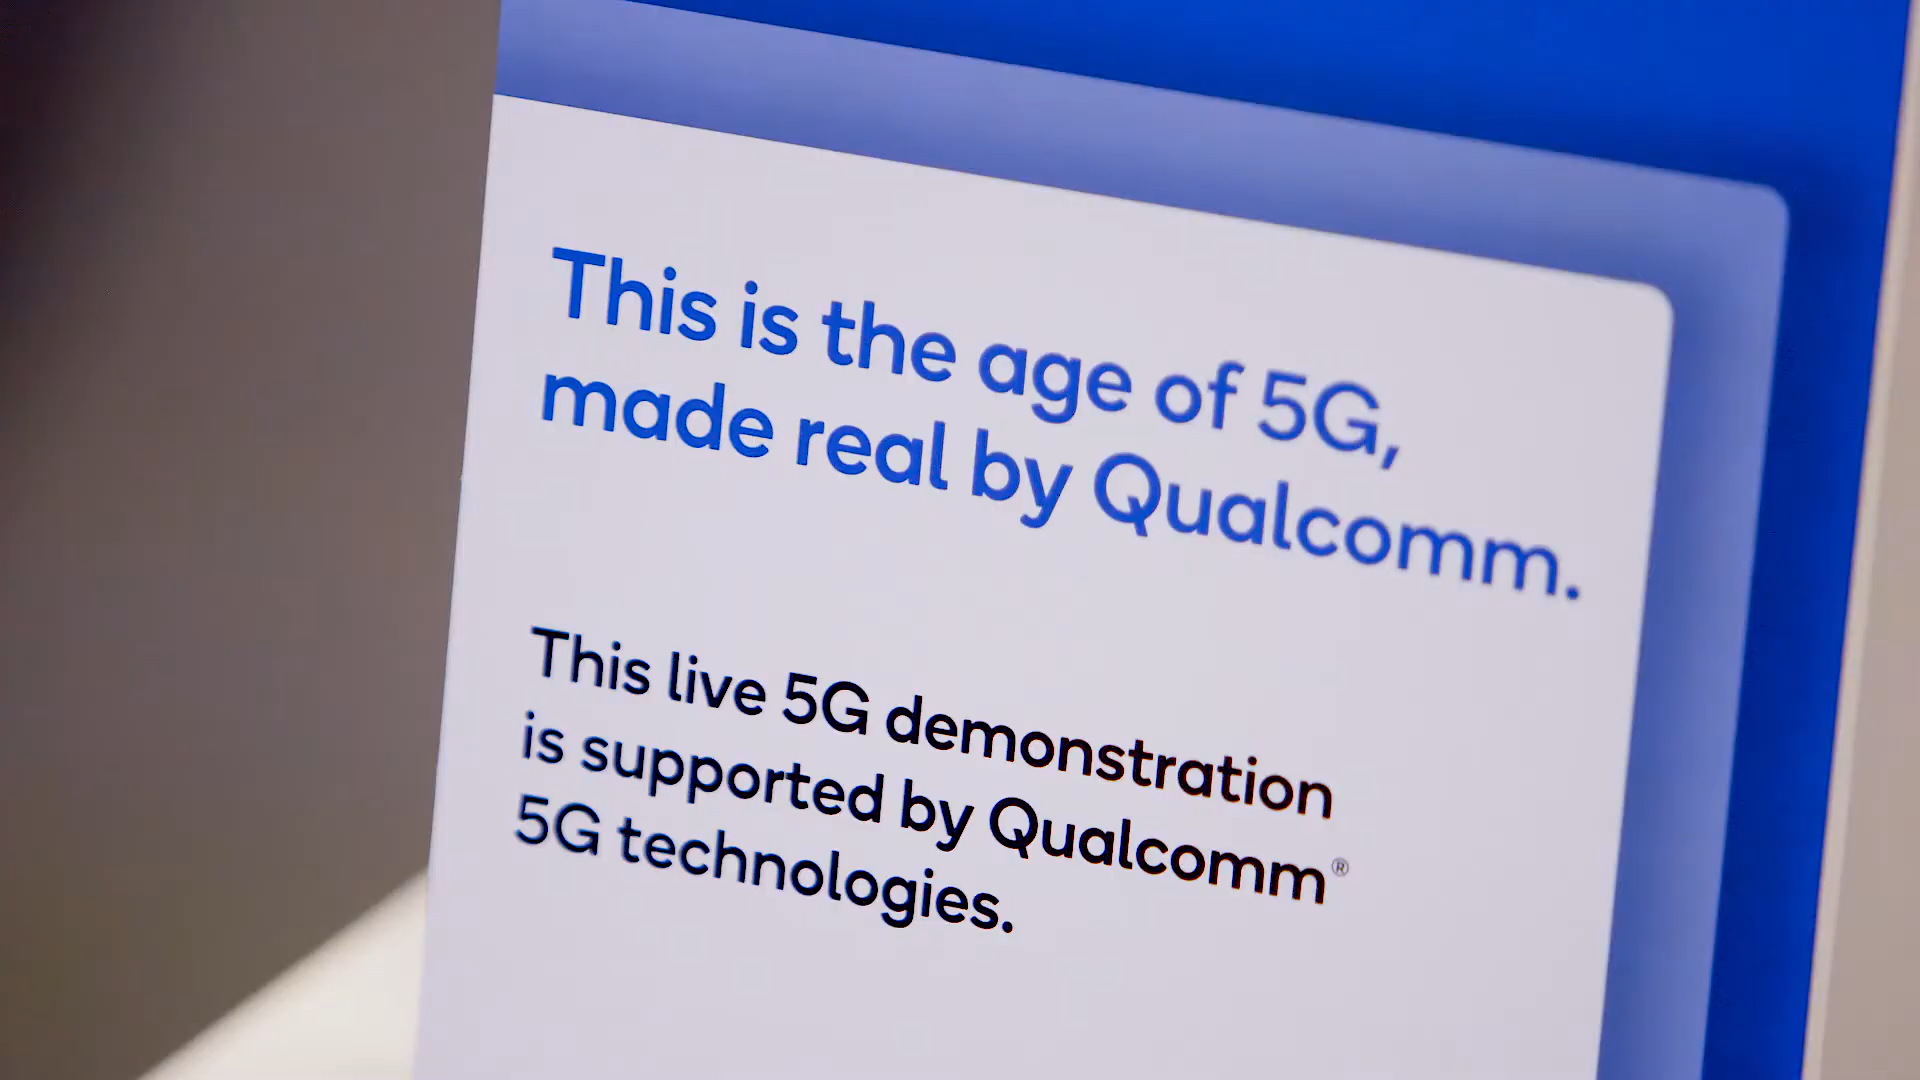 This is the age of 5G,
made real by Qualcomm.
This live 5G demonstration
is supported by Qualcomm®
5G technologies.